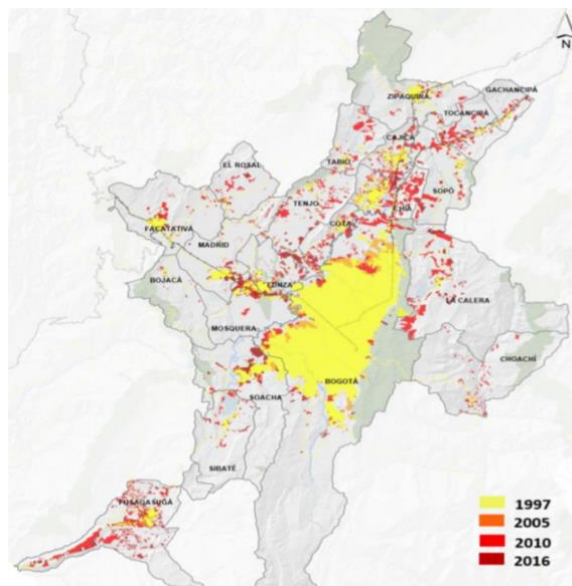 N
ZIPAQUIRÁ
GACHANCIPÁ
TOCANCIPÁ
CAJICÁ
TABIO
EL ROSAL
SOPÓ
TENJO
CHÍA
COTA
FACATATIVÁ
MADRID
BOJACÁ
FUNZA
LA CALERA
MOSQUERA
CHOACHÍ
BOGOTÁ
SOACHA
SIBATÉ
FUSAGASUGÁ
1997
2005
2010
2016